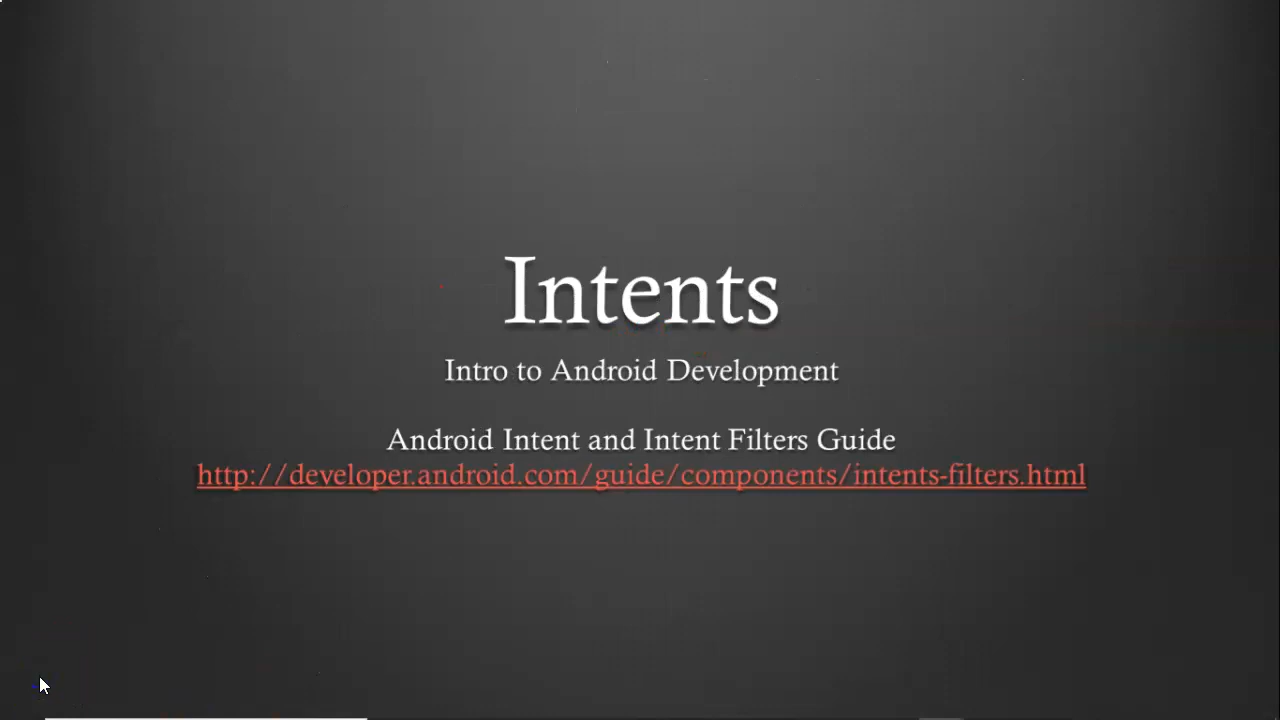 Intents
Intro to Android Development
Android Intent and Intent Filters Guide
http://developer.android.com/guide/components/intents-filters.html